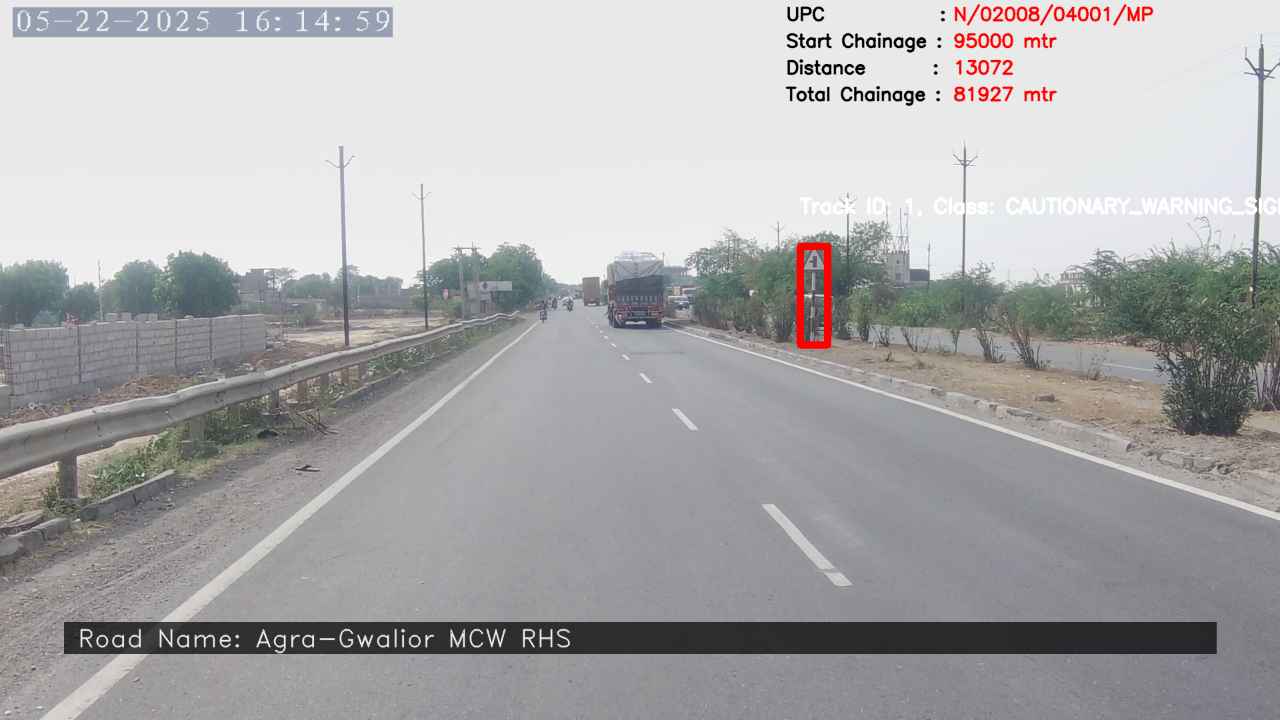 05-22-2025 16:14:59
UPC : N/02008/04001/MP
Start Chainage : 95000 mtr
Distance : 13072
Total Chainage : 81927 mtr
Track ID: 1, Class: CAUTIONARY_WARNING_SIG
Road Name: Agra-Gwalior MCW RHS